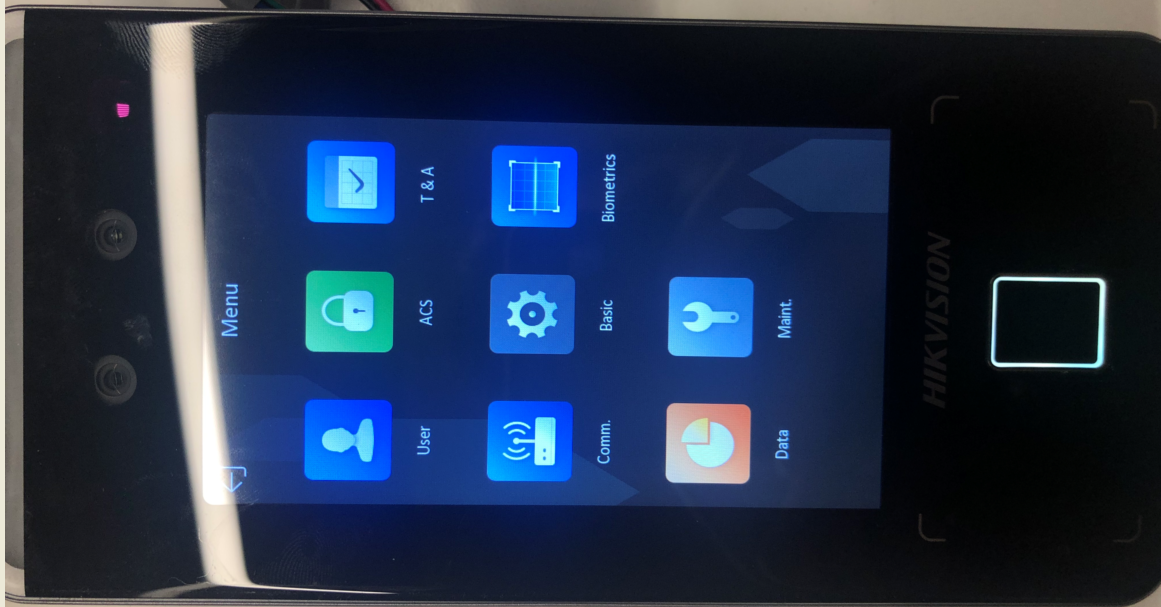 Menu
User ACS T & A
Comm. Basic Biometrics
Data Maint.
HIKVISION